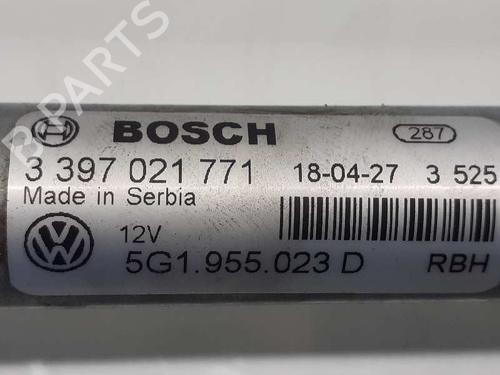 BOSCH 287
3 397 021 771 18-04-27 3 525
Made in Serbia
12V
5G1.955.023 D RBH
B PARTS